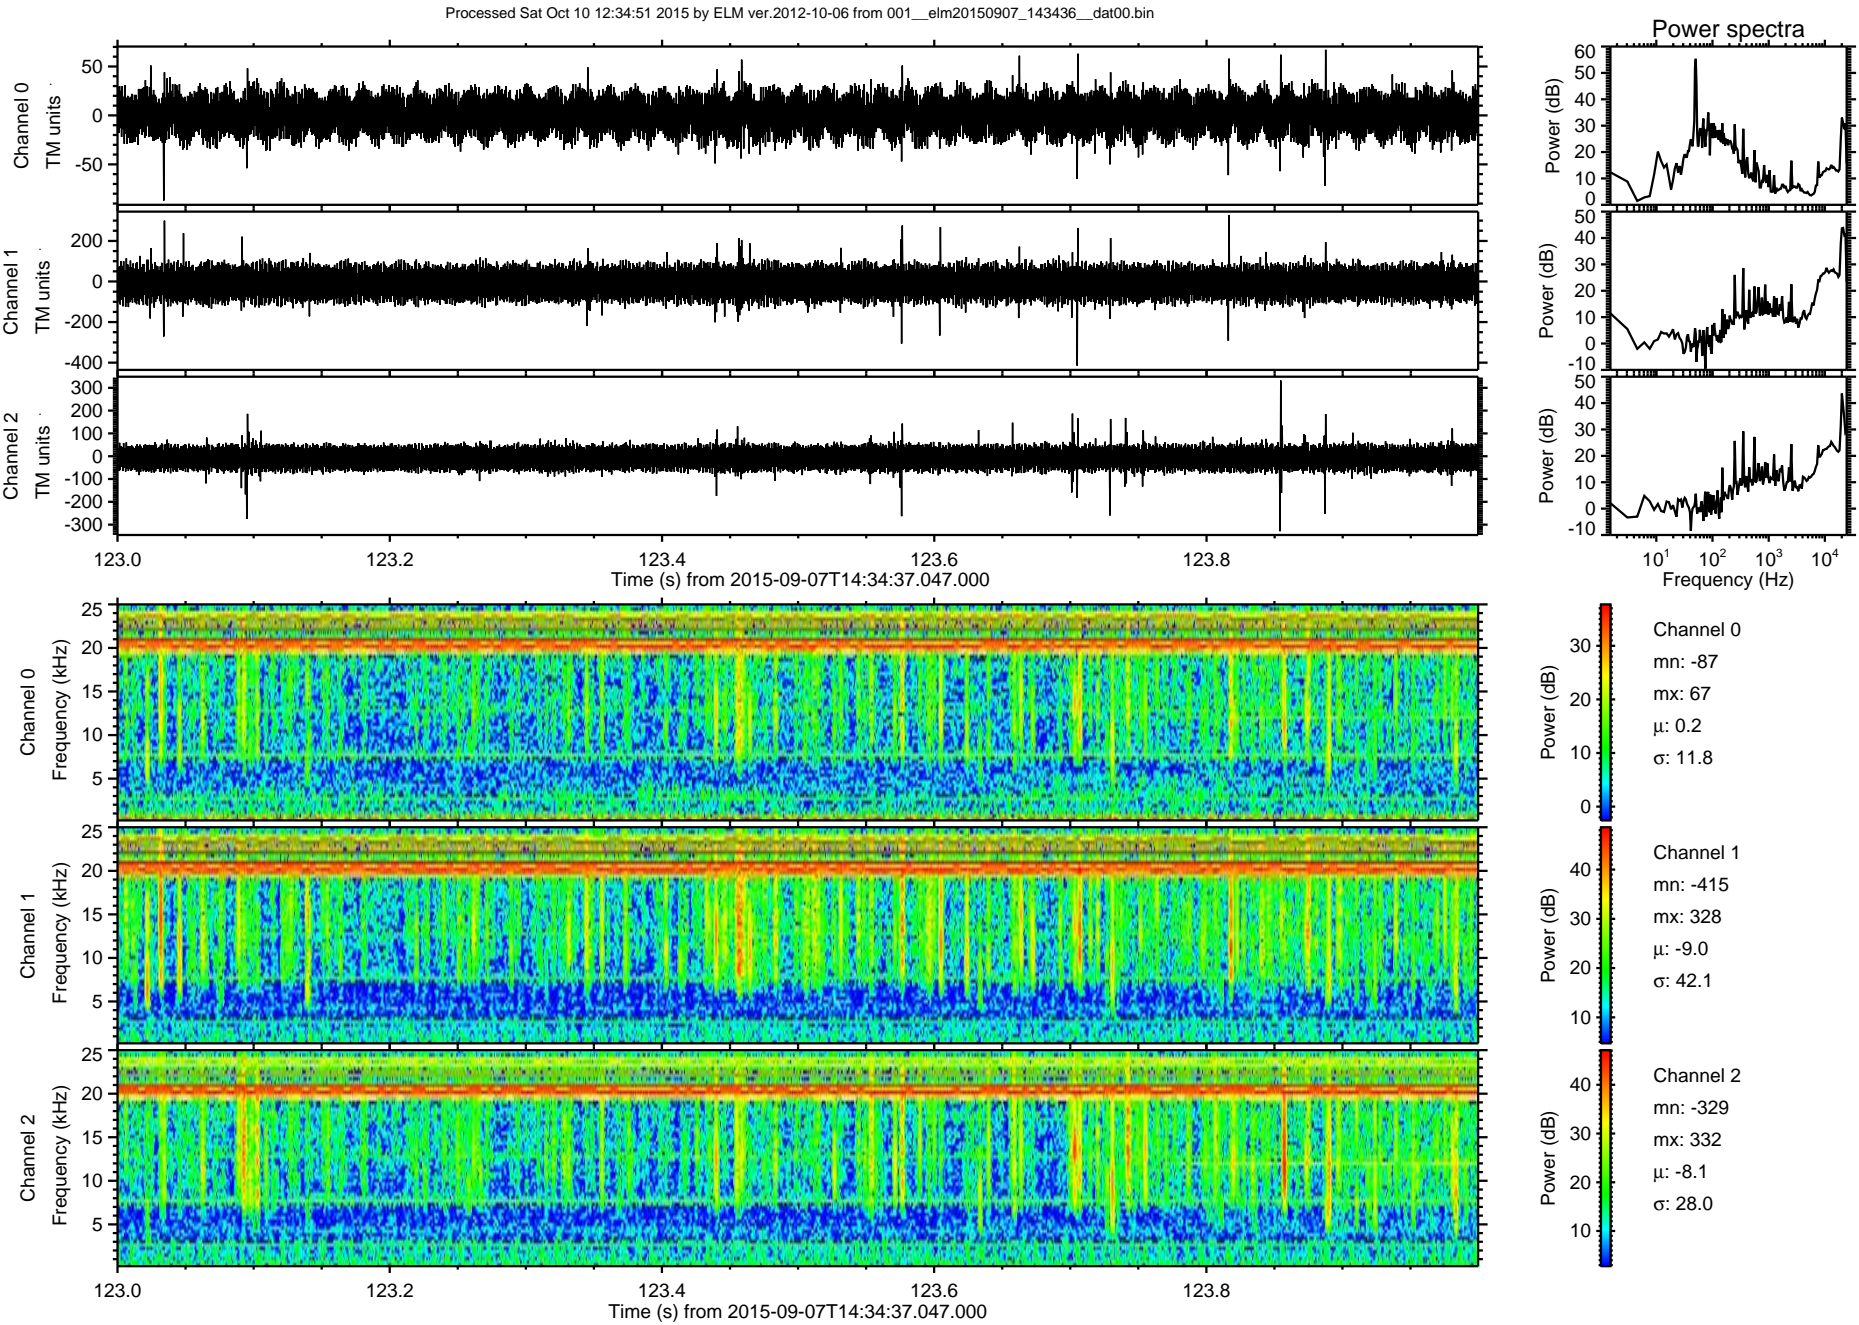 Processed Sat Oct 10 12:34:51 2015 by ELM ver.2012-10-06 from 001__elm20150907_143436__dat00.bin
Power spectra
Channel 0
TM units
50
0
-50
Power (dB)
60
50
40
30
20
10
0
Channel 1
TM units
200
0
-200
-400
Power (dB)
50
40
30
20
10
0
-10
Channel 2
TM units
300
200
100
0
-100
-200
-300
Power (dB)
50
40
30
20
10
0
-10
123.0 123.2 123.4 123.6 123.8
Time (s) from 2015-09-07T14:34:37.047.000
10¹ 10² 10³ 10⁴
Frequency (Hz)
Channel 0
Frequency (kHz)
25
20
15
10
5
Power (dB)
30
20
10
0
Channel 0
mn: -87
mx: 67
µ: 0.2
σ: 11.8
Channel 1
Frequency (kHz)
25
20
15
10
5
Power (dB)
40
30
20
10
Channel 1
mn: -415
mx: 328
µ: -9.0
σ: 42.1
Channel 2
Frequency (kHz)
25
20
15
10
5
Power (dB)
40
30
20
10
Channel 2
mn: -329
mx: 332
µ: -8.1
σ: 28.0
123.0 123.2 123.4 123.6 123.8
Time (s) from 2015-09-07T14:34:37.047.000